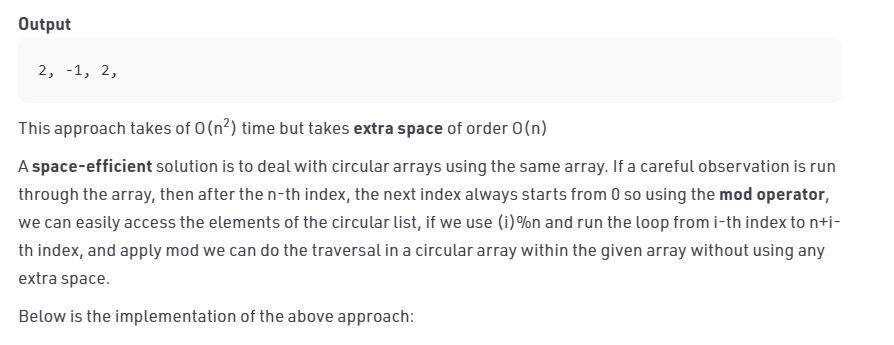 Output
2, -1, 2,
This approach takes of O(n²) time but takes extra space of order O(n)
A space-efficient solution is to deal with circular arrays using the same array. If a careful observation is run
through the array, then after the n-th index, the next index always starts from 0 so using the mod operator,
we can easily access the elements of the circular list, if we use (i)%n and run the loop from i-th index to n+i-
th index, and apply mod we can do the traversal in a circular array within the given array without using any
extra space.
Below is the implementation of the above approach: